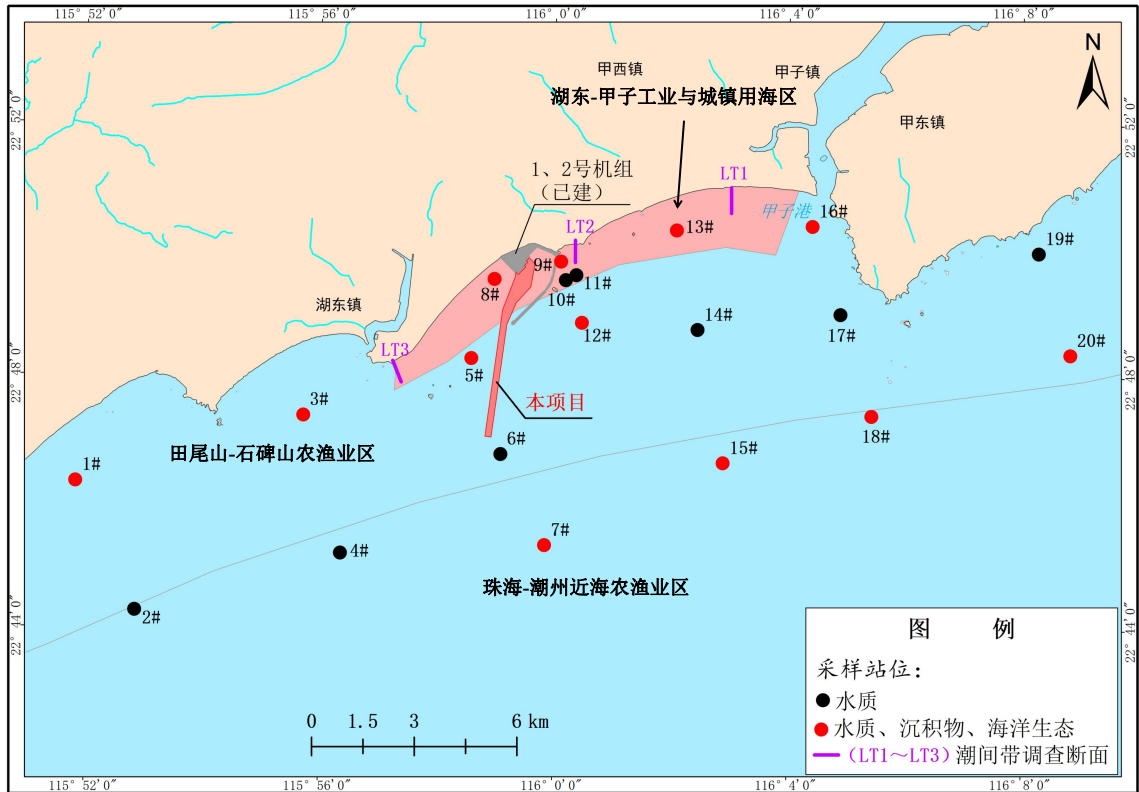 115° 52' 0"
115° 56' 0"
116° 0' 0"
116° 4' 0"
116° 8' 0"
N
甲西镇
甲子镇
湖东-甲子工业与城镇用海区
甲东镇
22° 52' 0"
22° 52' 0"
1、2号机组
(已建)
LT1
甲子港
16#
LT2
13#
19#
9#
8#
10#
11#
湖东镇
12#
14#
17#
LT3
5#
20#
22° 48' 0"
22° 48' 0"
3#
本项目
18#
6#
田尾山-石碑山农渔业区
15#
1#
7#
4#
珠海-潮州近海农渔业区
2#
22° 44' 0"
22° 44' 0"
图 例
采样站位:
水质
水质、沉积物、海洋生态
(LT1～LT3)潮间带调查断面
0 1.5 3 6 km
115° 52' 0"
115° 56' 0"
116° 0' 0"
116° 4' 0"
116° 8' 0"